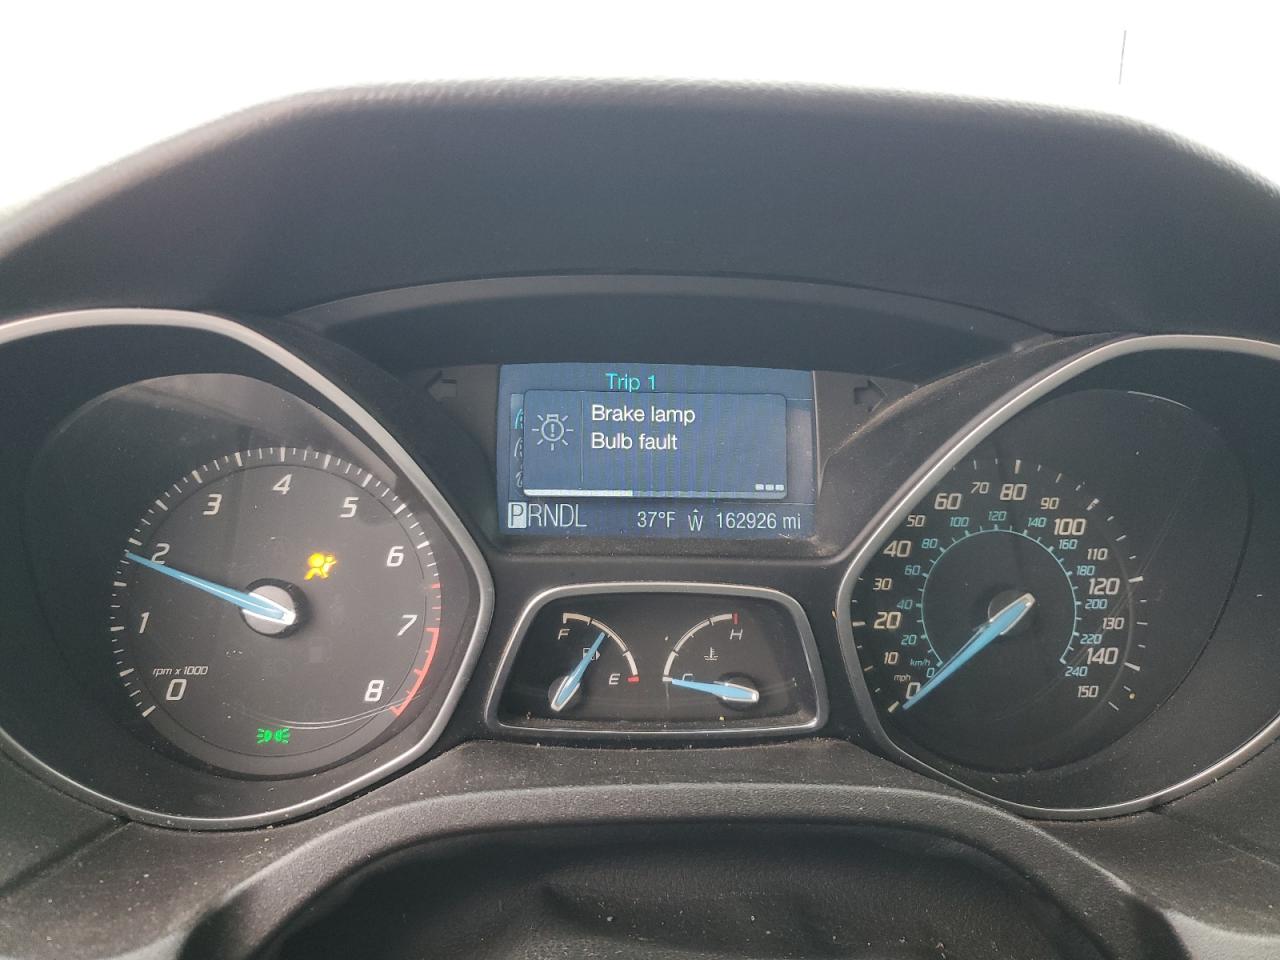 Trip 1
Brake lamp
Bulb fault
PRNDL 37°F W 162926 mi
0 1 2 3 4 5 6 7 8
rpm x 1000
F E
H C
0 10 20 30 40 50 60 70 80 90 100 110 120 130 140 150
mph
0 20 40 60 80 100 120 140 160 180 200 220 240
km/h